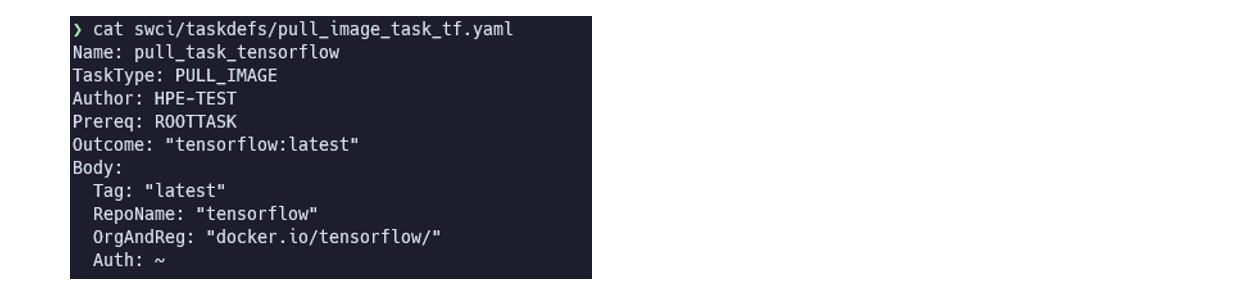 ❯ cat swci/taskdefs/pull_image_task_tf.yaml
Name: pull_task_tensorflow
TaskType: PULL_IMAGE
Author: HPE-TEST
Prereq: ROOTTASK
Outcome: "tensorflow:latest"
Body:
  Tag: "latest"
  RepoName: "tensorflow"
  OrgAndReg: "docker.io/tensorflow/"
  Auth: ~